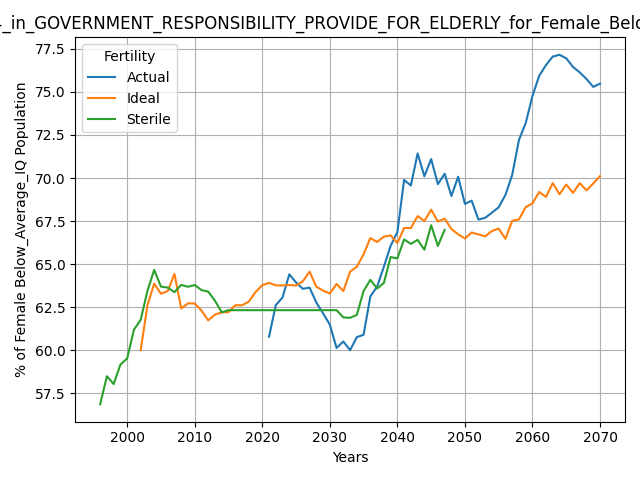 _in_GOVERNMENT_RESPONSIBILITY_PROVIDE_FOR_ELDERLY_for_Female_Belo
Fertility
Actual
Ideal
Sterile
% of Female Below_Average_IQ Population
77.5
75.0
72.5
70.0
67.5
65.0
62.5
60.0
57.5
2000
2010
2020
2030
2040
2050
2060
2070
Years